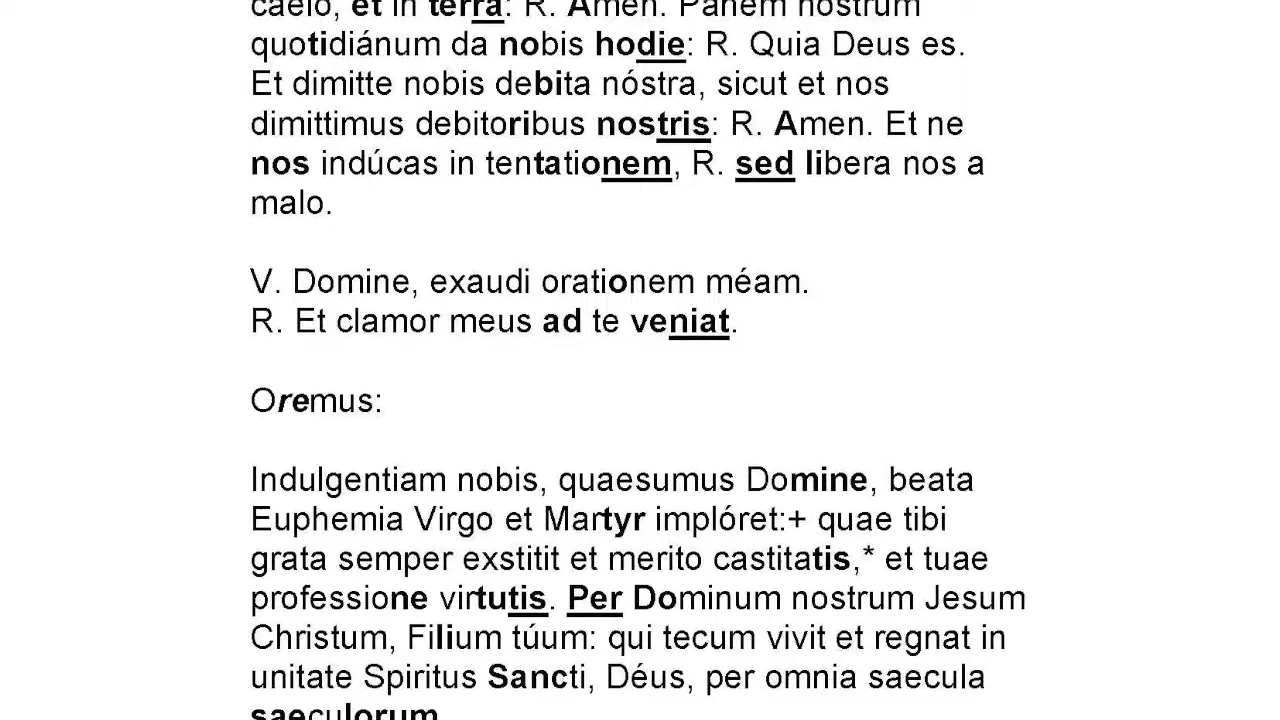 caelo, et in terra: R. Amen. Panem nostrum
quotidiánum da nobis hodie: R. Quia Deus es.
Et dimitte nobis debita nóstra, sicut et nos
dimittimus debitoribus nostris: R. Amen. Et ne
nos indúcas in tentationem, R. sed libera nos a
malo.
V. Domine, exaudi orationem méam.
R. Et clamor meus ad te veniat.
Oremus:
Indulgentiam nobis, quaesumus Domine, beata
Euphemia Virgo et Martyr implóret:+ quae tibi
grata semper exstitit et merito castitatis,* et tuae
professione virtutis. Per Dominum nostrum Jesum
Christum, Filium túum: qui tecum vivit et regnat in
unitate Spiritus Sancti, Déus, per omnia saecula
saeculorum.